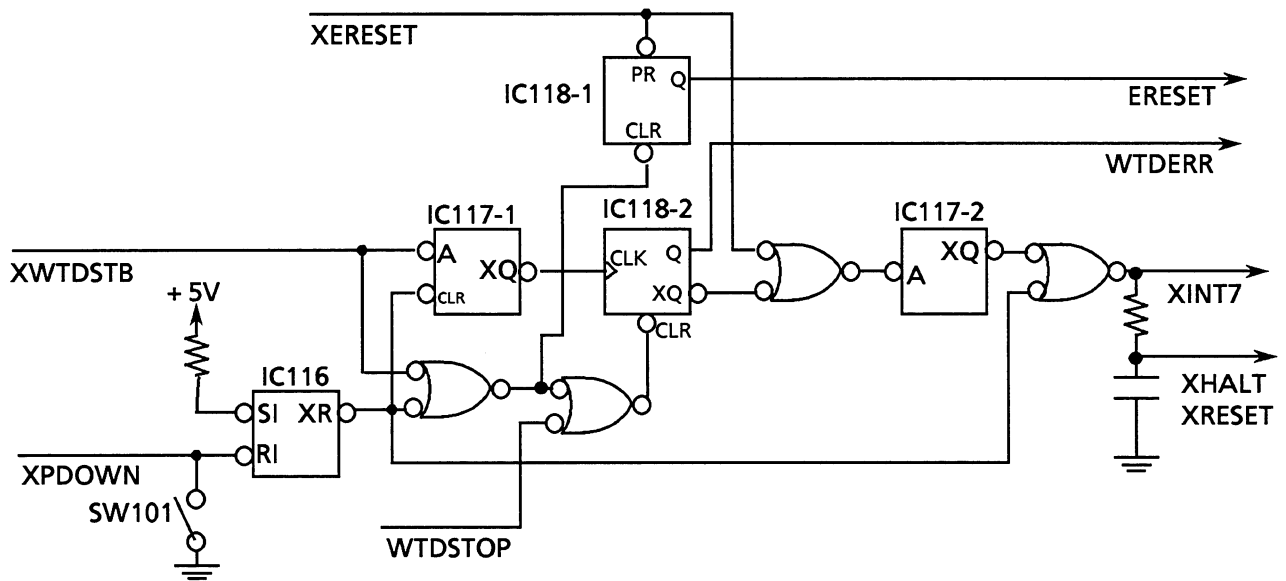 XERESET
PR
Q
IC118-1
ERESET
CLR
WTDERR
IC117-1
IC118-2
IC117-2
A
CLK
Q
XQ
XWTDSTB
XQ
A
CLR
XQ
XINT7
+ 5V
CLR
IC116
SI
XR
XHALT
XRESET
RI
XPDOWN
SW101
WTDSTOP